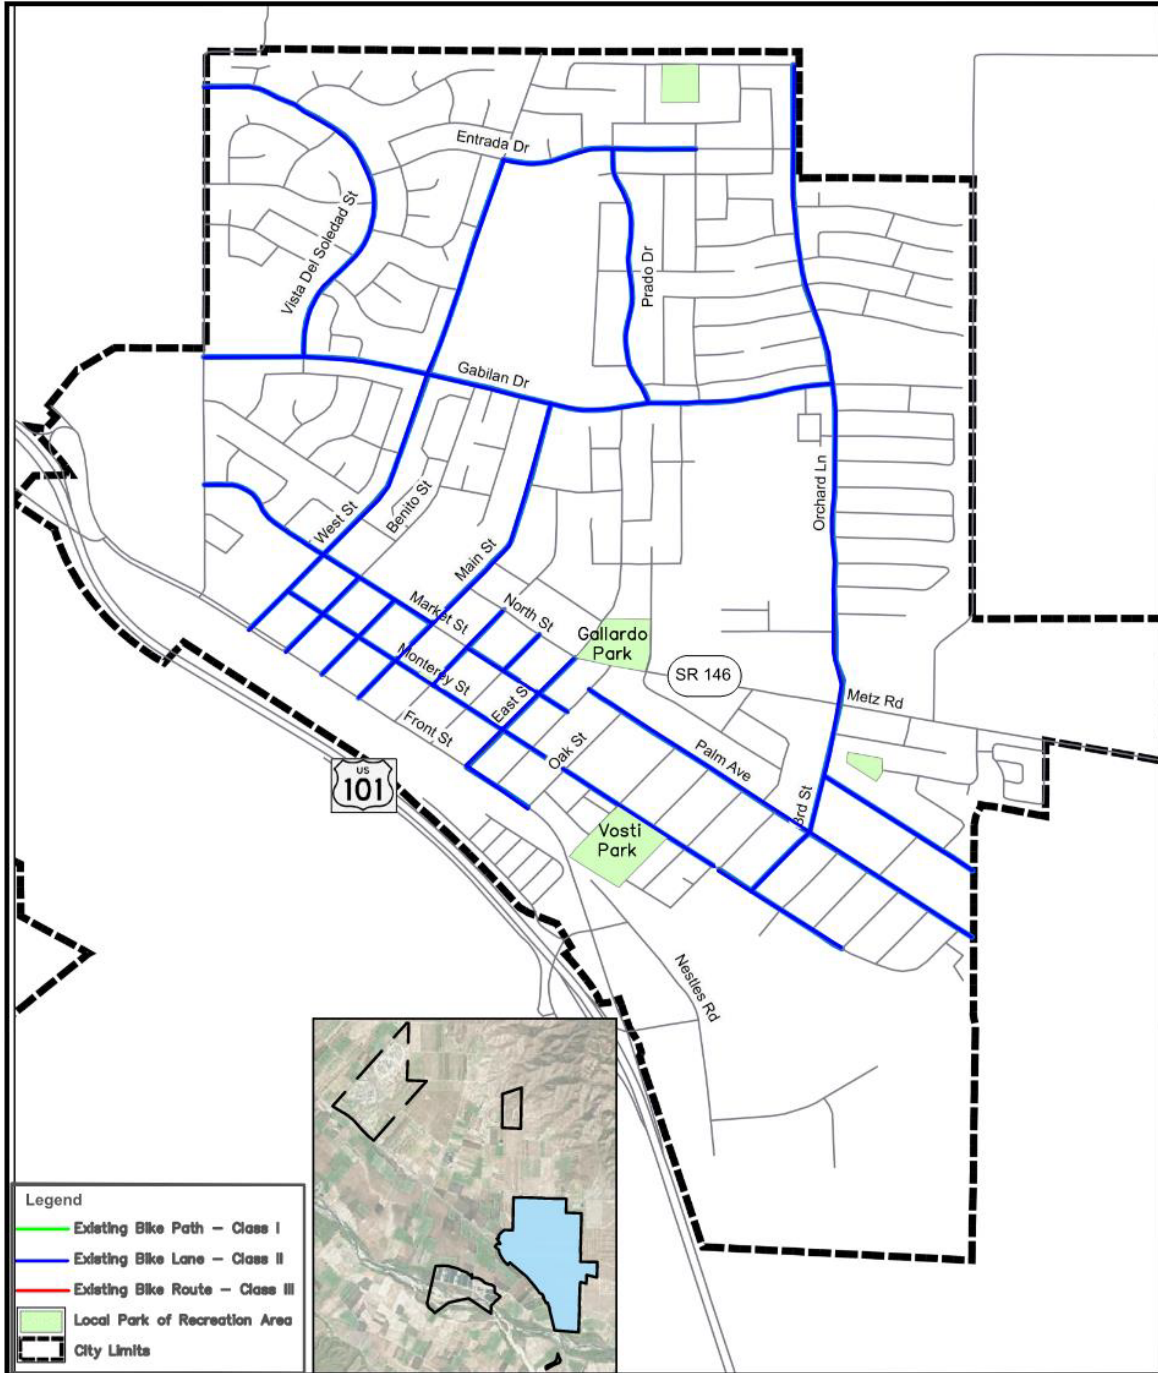 Entrada Dr
Vista Del Soledad St
Prado Dr
Gabilan Dr
Orchard Ln
West St
Benito St
Main St
North St
Market St
Gallardo
Park
Monterey St
SR 146
Metz Rd
East S
Front St
Oak St
Palm Ave
US
101
3rd St
Vosti
Park
Nestles Rd
Legend
Existing Bike Path - Class I
Existing Bike Lane - Class II
Existing Bike Route - Class III
Local Park of Recreation Area
City Limits